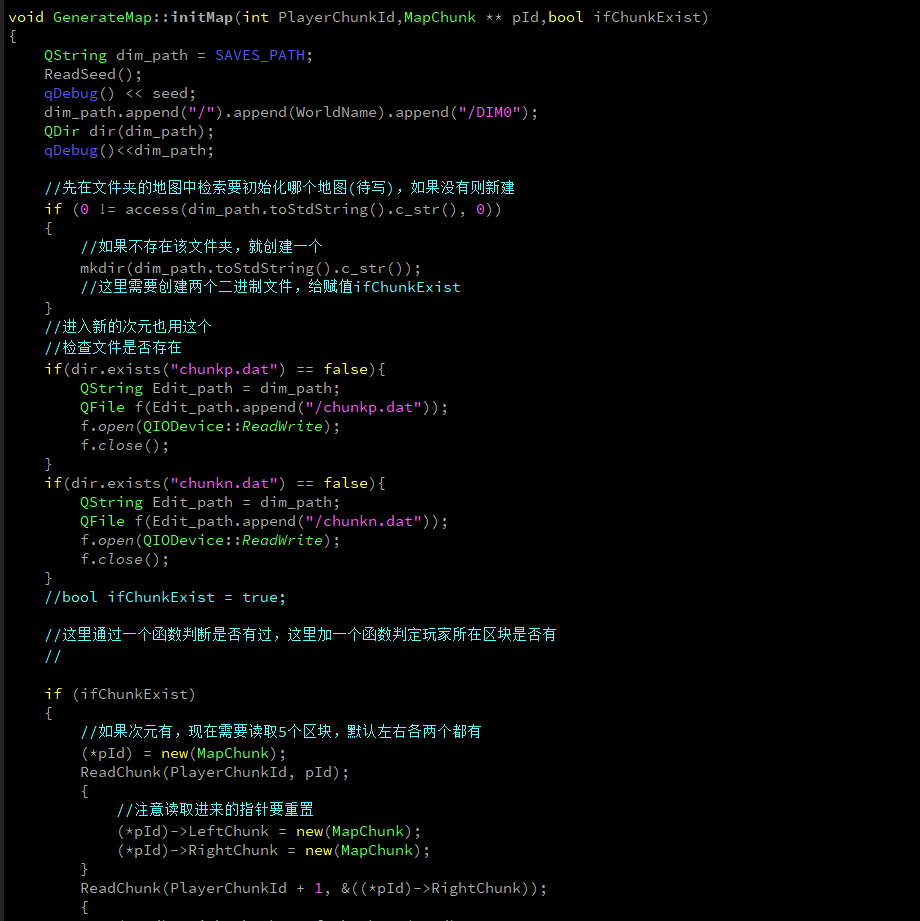 void GenerateMap::initMap(int PlayerChunkId,MapChunk ** pId,bool ifChunkExist)
{
    QString dim_path = SAVES_PATH;
    ReadSeed();
    qDebug() << seed;
    dim_path.append("/").append(WorldName).append("/DIM0");
    QDir dir(dim_path);
    qDebug()<<dim_path;

    //先在文件夹的地图中检索要初始化哪个地图(待写)，如果没有则新建
    if (0 != access(dim_path.toStdString().c_str(), 0))
    {
        //如果不存在该文件夹，就创建一个
        mkdir(dim_path.toStdString().c_str());
        //这里需要创建两个二进制文件，给赋值ifChunkExist
    }
    //进入新的次元也用这个
    //检查文件是否存在
    if(dir.exists("chunkp.dat") == false){
        QString Edit_path = dim_path;
        QFile f(Edit_path.append("/chunkp.dat"));
        f.open(QIODevice::ReadWrite);
        f.close();
    }
    if(dir.exists("chunkn.dat") == false){
        QString Edit_path = dim_path;
        QFile f(Edit_path.append("/chunkn.dat"));
        f.open(QIODevice::ReadWrite);
        f.close();
    }
    //bool ifChunkExist = true;

    //这里通过一个函数判断是否有过，这里加一个函数判定玩家所在区块是否有
    //

    if (ifChunkExist)
    {
        //如果次元有，现在需要读取5个区块，默认左右各两个都有
        (*pId) = new(MapChunk);
        ReadChunk(PlayerChunkId, pId);
        {
            //注意读取进来的指针要重置
            (*pId)->LeftChunk = new(MapChunk);
            (*pId)->RightChunk = new(MapChunk);
        }
        ReadChunk(PlayerChunkId + 1, &((*pId)->RightChunk));
        {